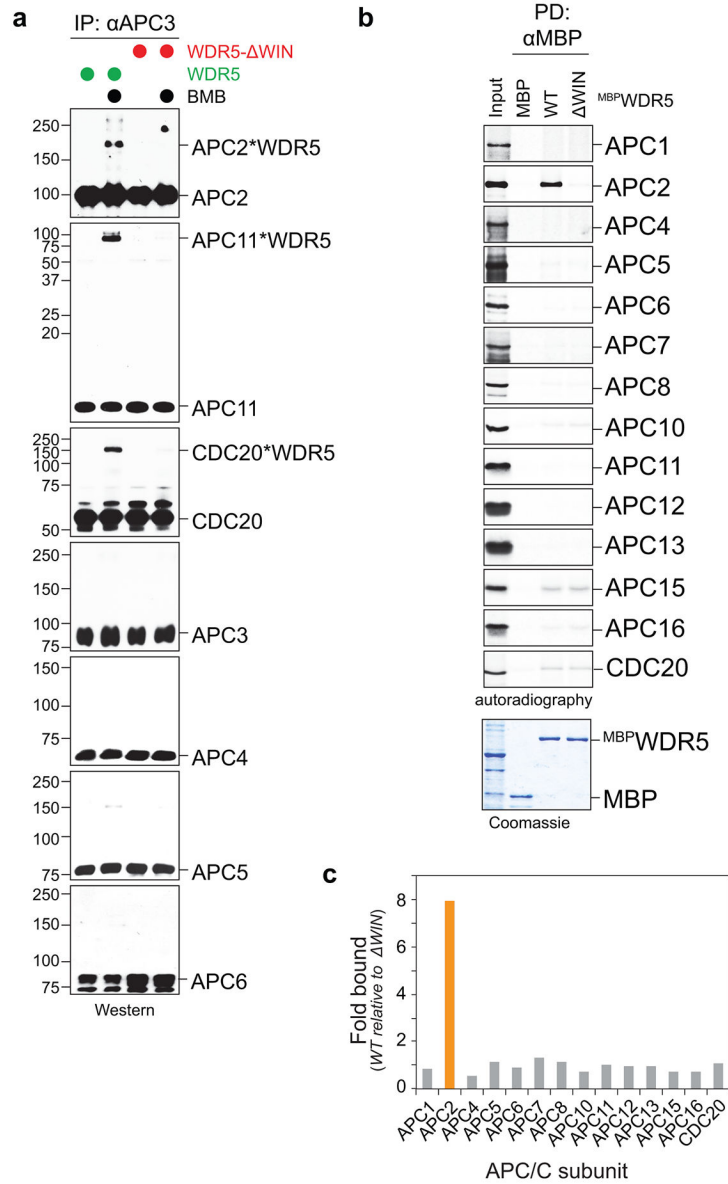 a
IP: αAPC3
WDR5-ΔWIN
WDR5
BMB
250
150
100
APC2*WDR5
APC2
100
75
50
37
25
20
APC11*WDR5
APC11
250
150
100
75
50
CDC20*WDR5
CDC20
250
150
100
75
APC3
150
100
75
APC4
250
150
100
75
APC5
250
150
100
75
APC6
Western
b
PD:
αMBP
Input
MBP
WT
ΔWIN
MBPWDR5
APC1
APC2
APC4
APC5
APC6
APC7
APC8
APC10
APC11
APC12
APC13
APC15
APC16
CDC20
autoradiography
MBPWDR5
MBP
Coomassie
c
Fold bound
(WT relative to ΔWIN)
8
6
4
2
0
APC1
APC2
APC4
APC5
APC6
APC7
APC8
APC10
APC11
APC12
APC13
APC15
APC16
CDC20
APC/C subunit